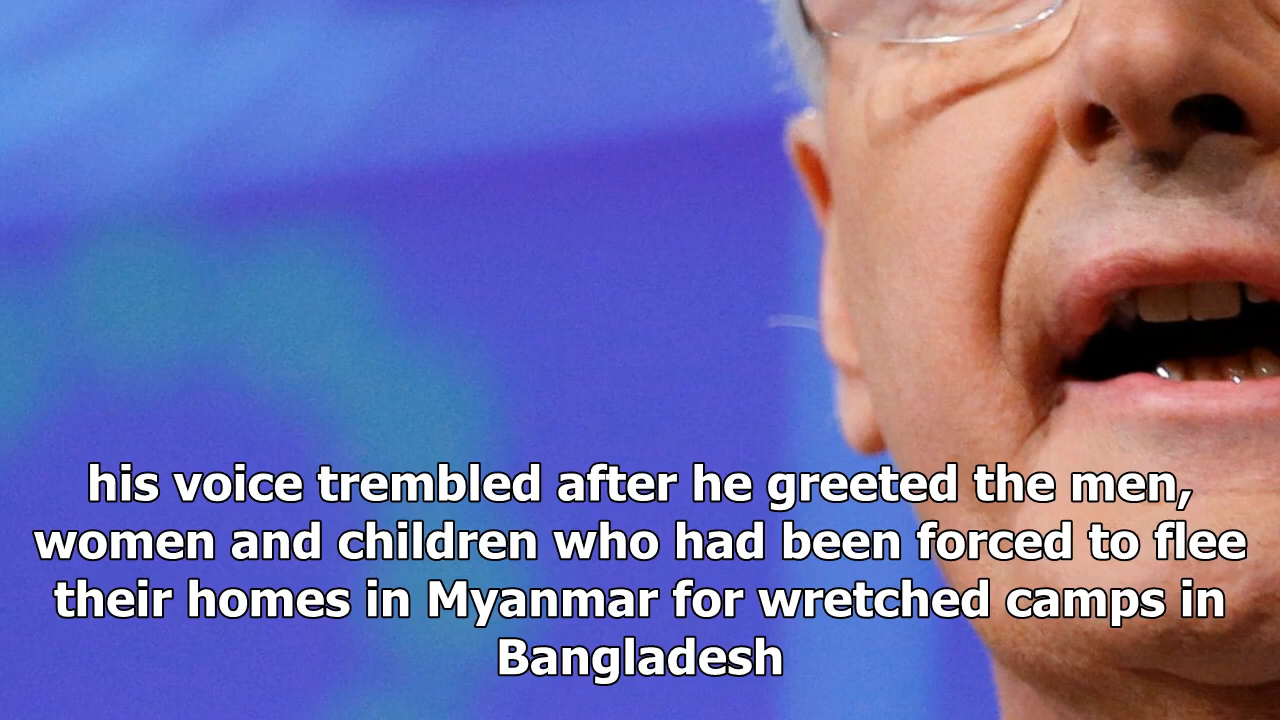 his voice trembled after he greeted the men,
women and children who had been forced to flee
their homes in Myanmar for wretched camps in
Bangladesh